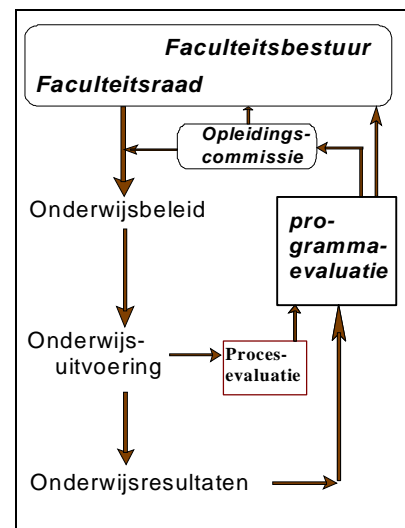 Faculteitsbestuur
Faculteitsraad
Opleidings-
commissie
Onderwijsbeleid
pro-
gramma-
evaluatie
Onderwijs-
uitvoering
Proces-
evaluatie
Onderwijsresultaten